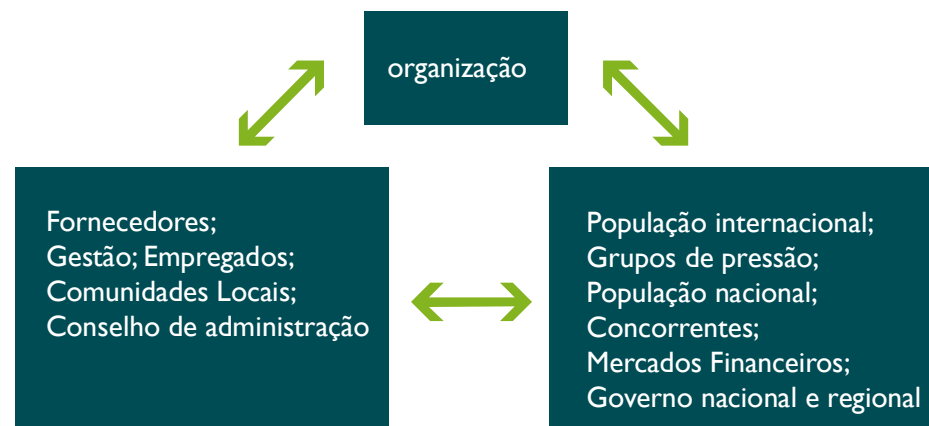 organização
Fornecedores;
Gestão; Empregados;
Comunidades Locais;
Conselho de administração
População internacional;
Grupos de pressão;
População nacional;
Concorrentes;
Mercados Financeiros;
Governo nacional e regional